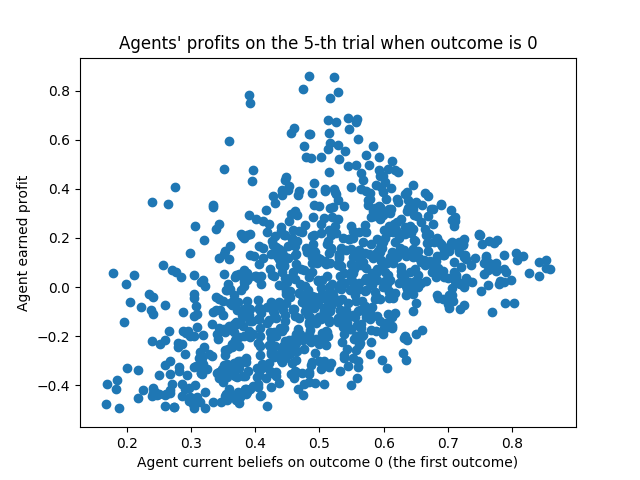 Agents' profits on the 5-th trial when outcome is 0
0.8
0.6
0.4
0.2
0.0
−0.2
−0.4
Agent earned profit
0.2 0.3 0.4 0.5 0.6 0.7 0.8
Agent current beliefs on outcome 0 (the first outcome)